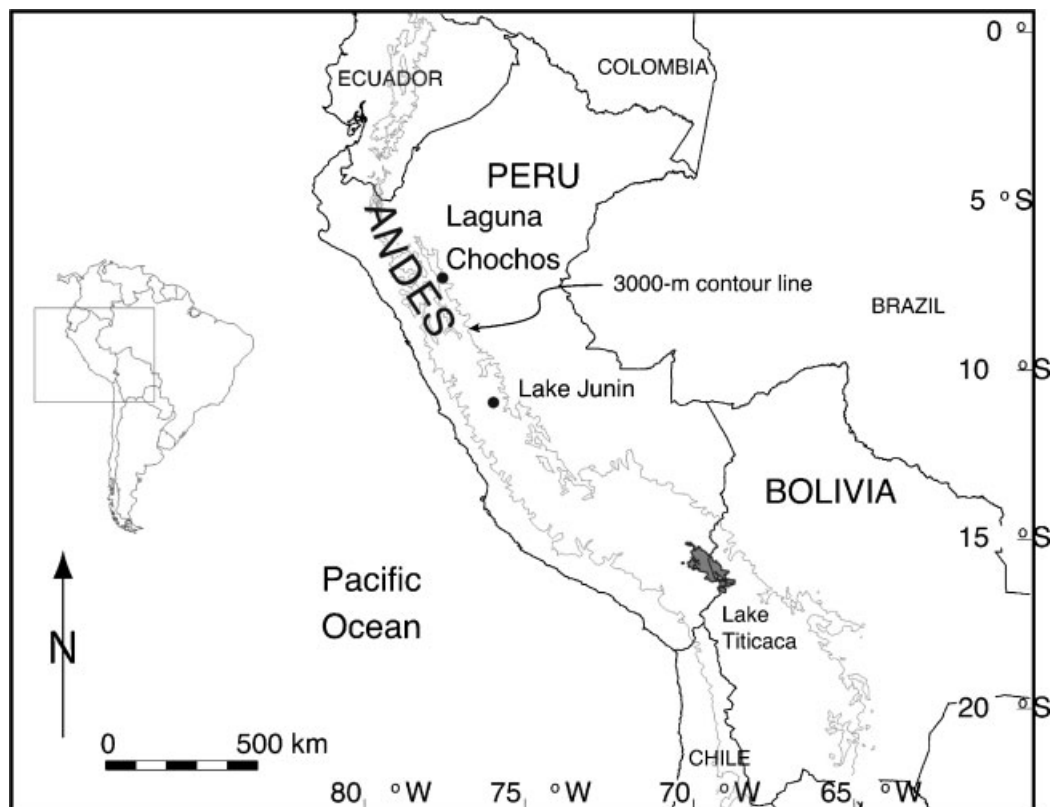 0 °
COLOMBIA
ECUADOR
PERU
5 °S
Laguna
Chochos
ANDES
3000-m contour line
BRAZIL
10 °S
Lake Junin
BOLIVIA
15 °S
Pacific
Ocean
Lake
Titicaca
N
20 °S
0 500 km
CHILE
80 °W 75 °W 70 °W 65 °W